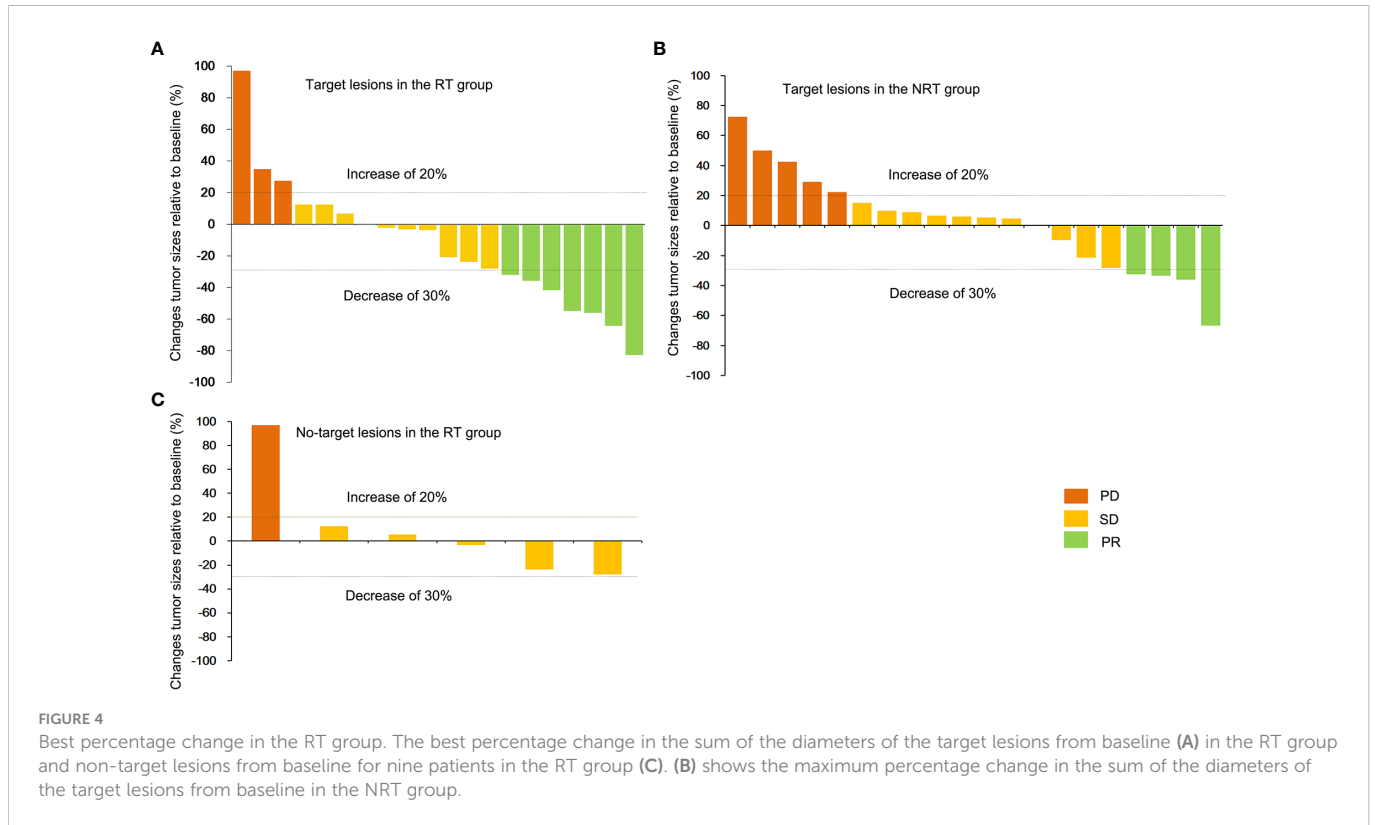 A
Changes tumor sizes relative to baseline (%)
100
80
60
40
20
0
-20
-40
-60
-80
-100
Target lesions in the RT group
Increase of 20%
Decrease of 30%
B
Changes tumor sizes relative to baseline (%)
100
80
60
40
20
0
-20
-40
-60
-80
-100
Target lesions in the NRT group
Increase of 20%
Decrease of 30%
C
Changes tumor sizes relative to baseline (%)
100
80
60
40
20
0
-20
-40
-60
-80
-100
No-target lesions in the RT group
Increase of 20%
Decrease of 30%
PD
SD
PR
FIGURE 4
Best percentage change in the RT group. The best percentage change in the sum of the diameters of the target lesions from baseline (A) in the RT group
and non-target lesions from baseline for nine patients in the RT group (C). (B) shows the maximum percentage change in the sum of the diameters of
the target lesions from baseline in the NRT group.